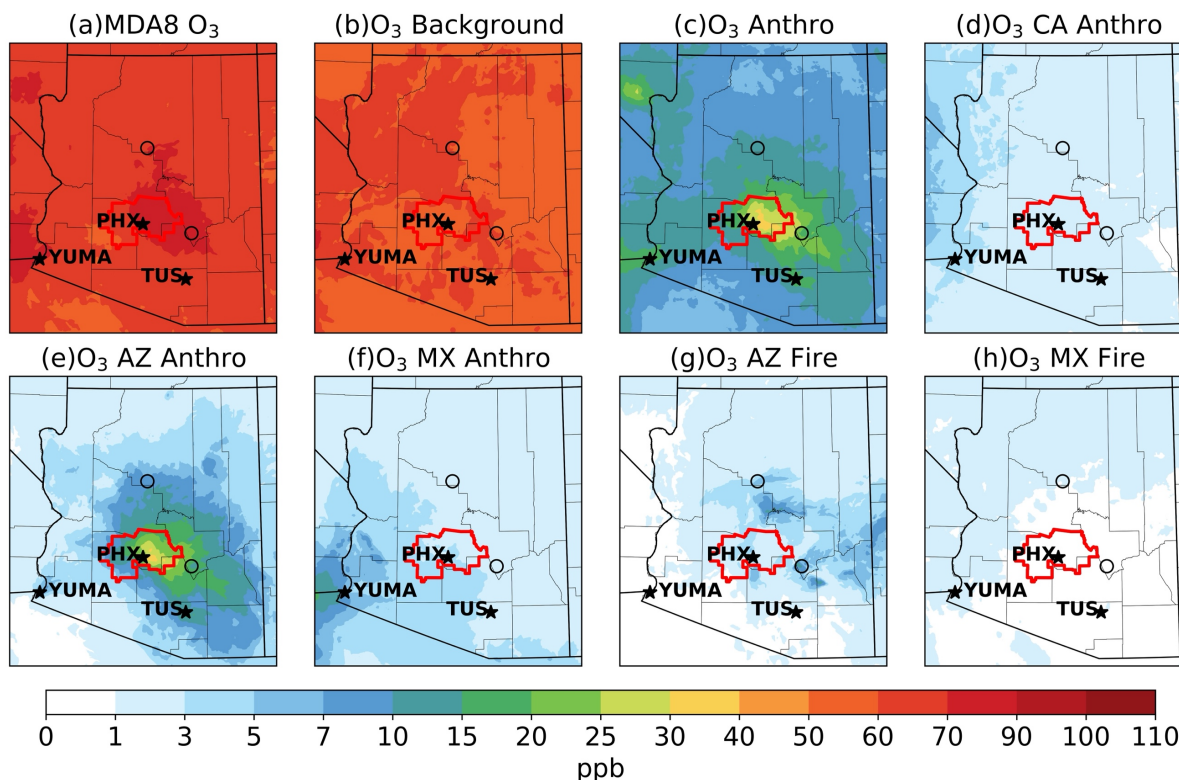 (a)MDA8 O₃
(b)O₃ Background
(c)O₃ Anthro
(d)O₃ CA Anthro
PHX
YUMA
TUS
PHX
YUMA
TUS
PHX
YUMA
TUS
PHX
YUMA
TUS
(e)O₃ AZ Anthro
(f)O₃ MX Anthro
(g)O₃ AZ Fire
(h)O₃ MX Fire
PHX
YUMA
TUS
PHX
YUMA
TUS
PHX
YUMA
TUS
PHX
YUMA
TUS
0 1 3 5 7 10 15 20 25 30 40 50 60 70 90 100 110
ppb